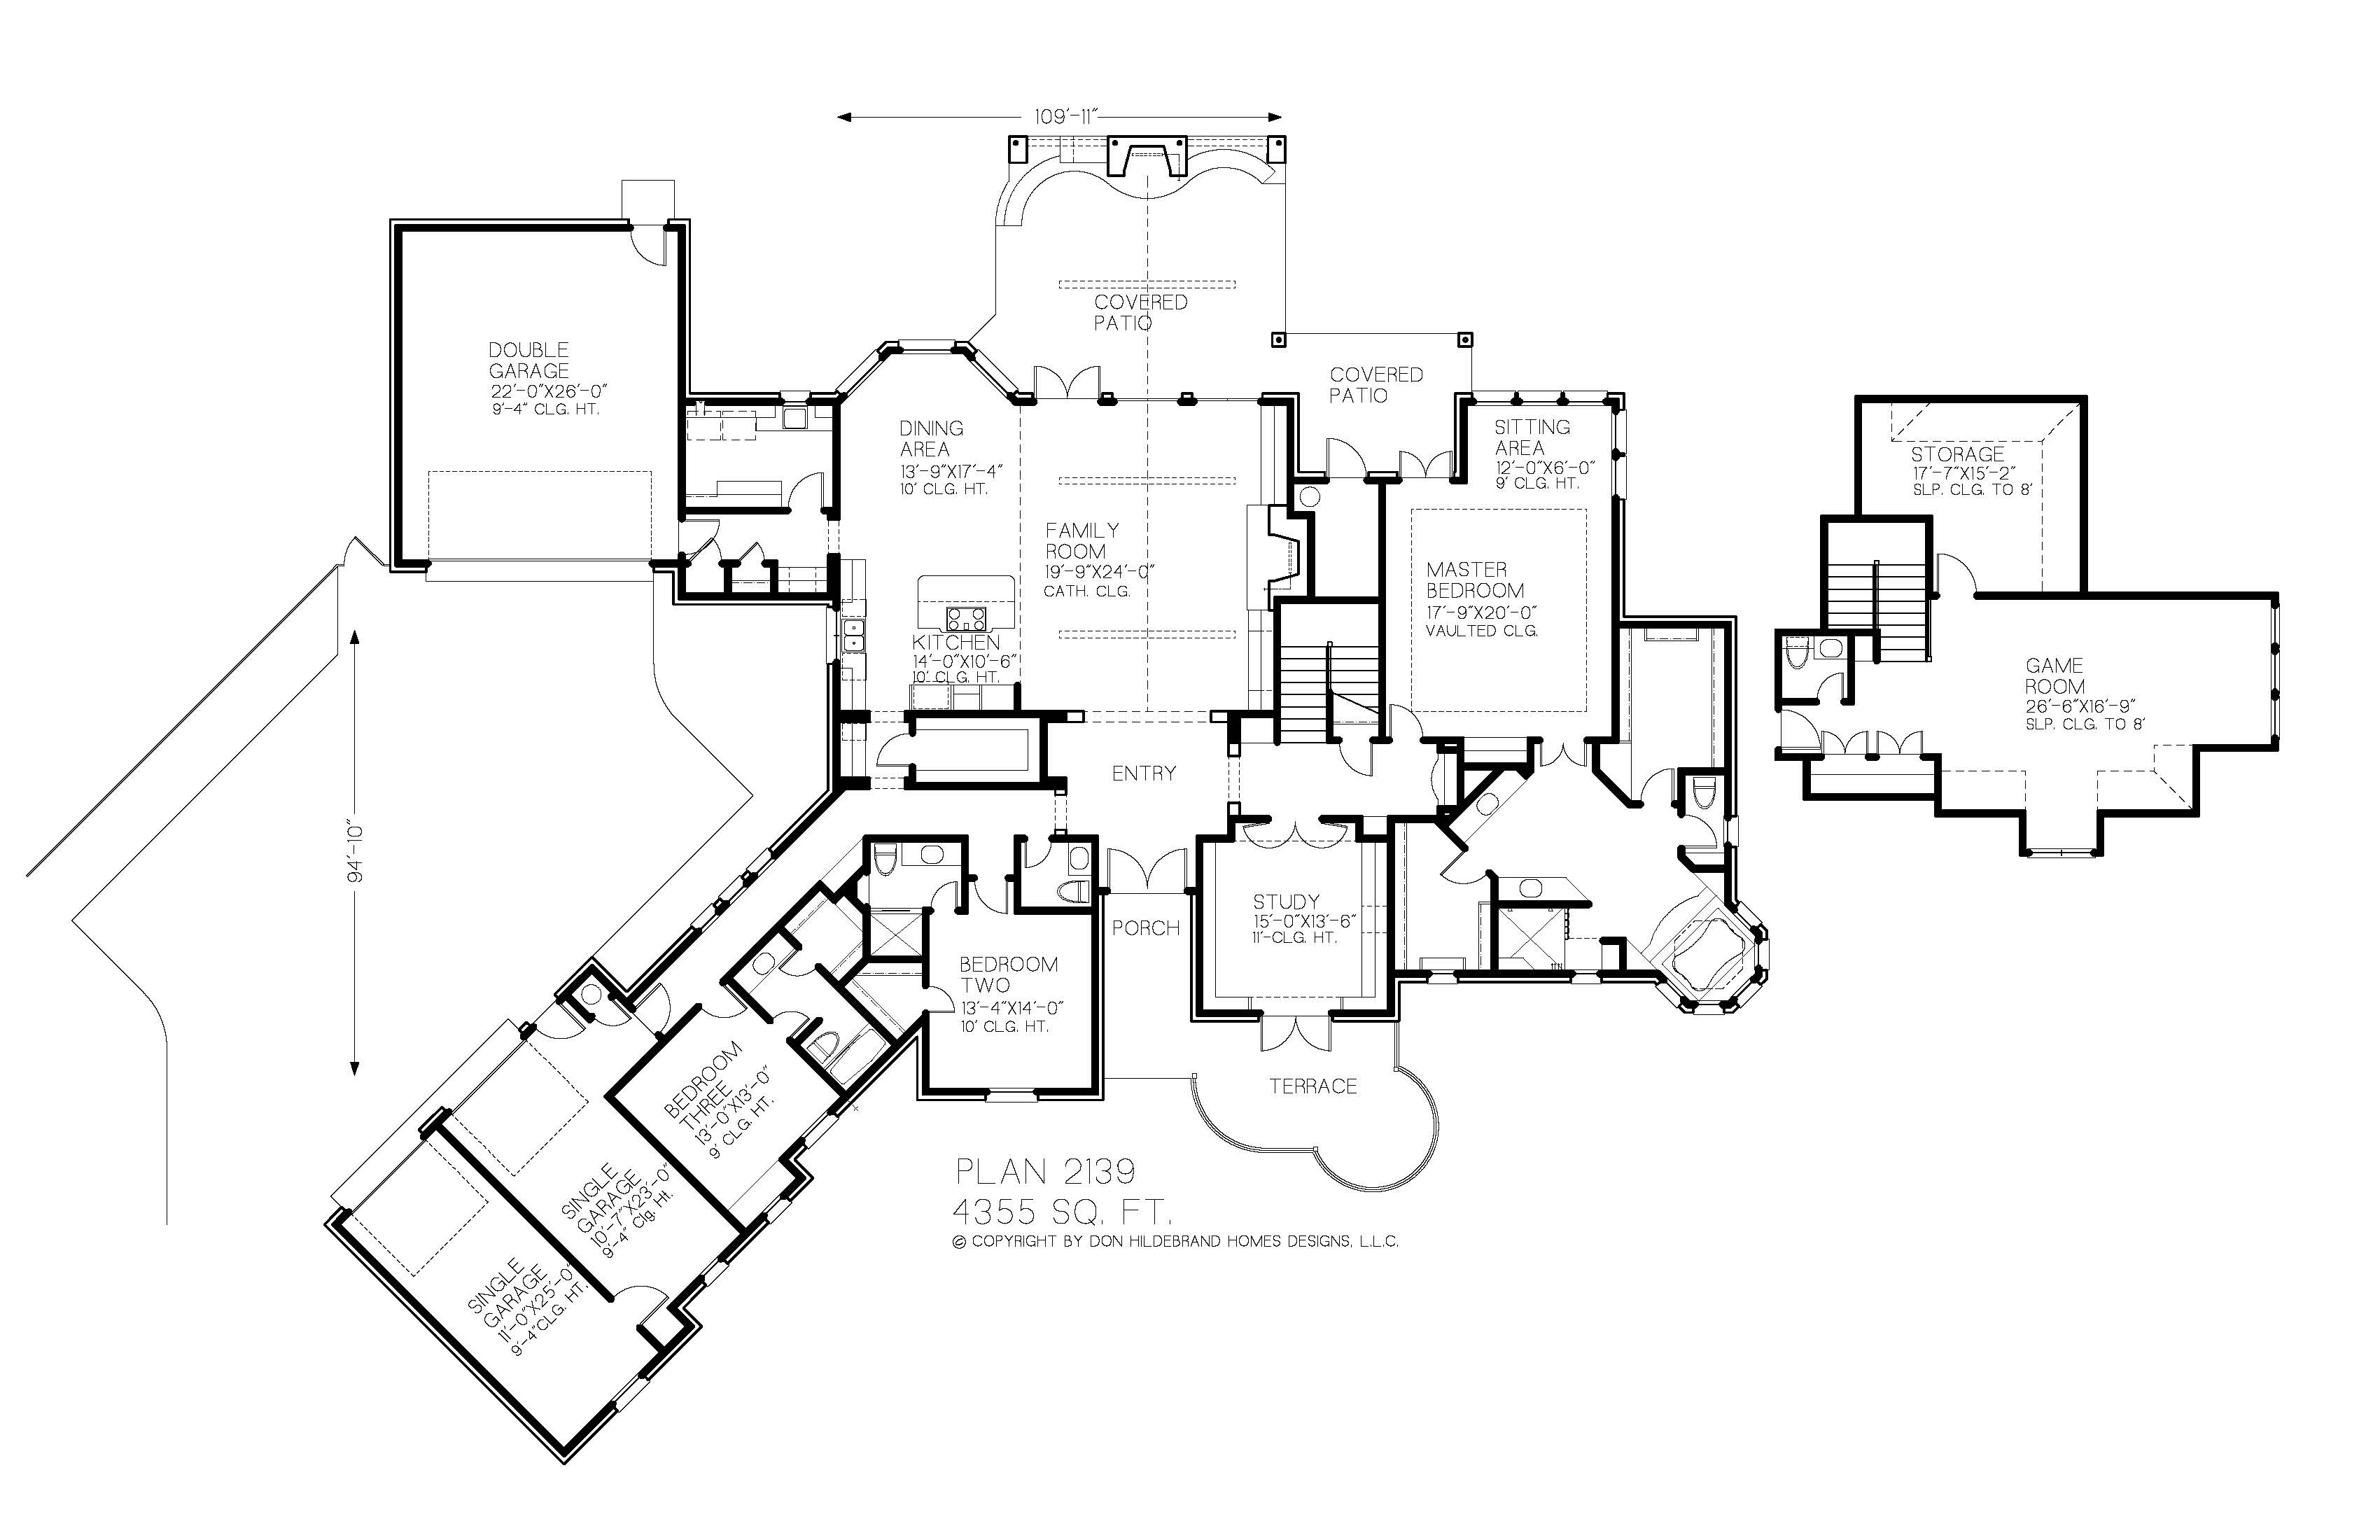 109'-11"
COVERED
PATIO
DOUBLE
GARAGE
22'-0"X26'-0"
9'-4" CLG. HT.
COVERED
PATIO
DINING
AREA
13'-9"X17'-4"
10' CLG. HT.
SITTING
AREA
12'-0"X6'-0"
9' CLG. HT.
STORAGE
17'-7"X15'-2"
SLP. CLG. TO 8'
FAMILY
ROOM
19'-9"X24'-0"
CATH. CLG.
MASTER
BEDROOM
17'-9"X20'-0"
VAULTED CLG.
KITCHEN
14'-0"X10'-6"
10' CLG. HT.
GAME
ROOM
26'-6"X16'-9"
SLP. CLG. TO 8'
ENTRY
94'-10"
STUDY
15'-0"X13'-6"
11'-CLG. HT.
PORCH
BEDROOM
TWO
13'-4"X14'-0"
10' CLG. HT.
BEDROOM
THREE
13'-0"X13'-0"
9' CLG. HT.
TERRACE
SINGLE
GARAGE
10'-7"X23'-0"
9'-4" Clg. Ht.
SINGLE
GARAGE
11'-0"X25'-0"
9'-4"CLG. HT.
PLAN 2139
4355 SQ. FT.
© COPYRIGHT BY DON HILDEBRAND HOMES DESIGNS, L.L.C.